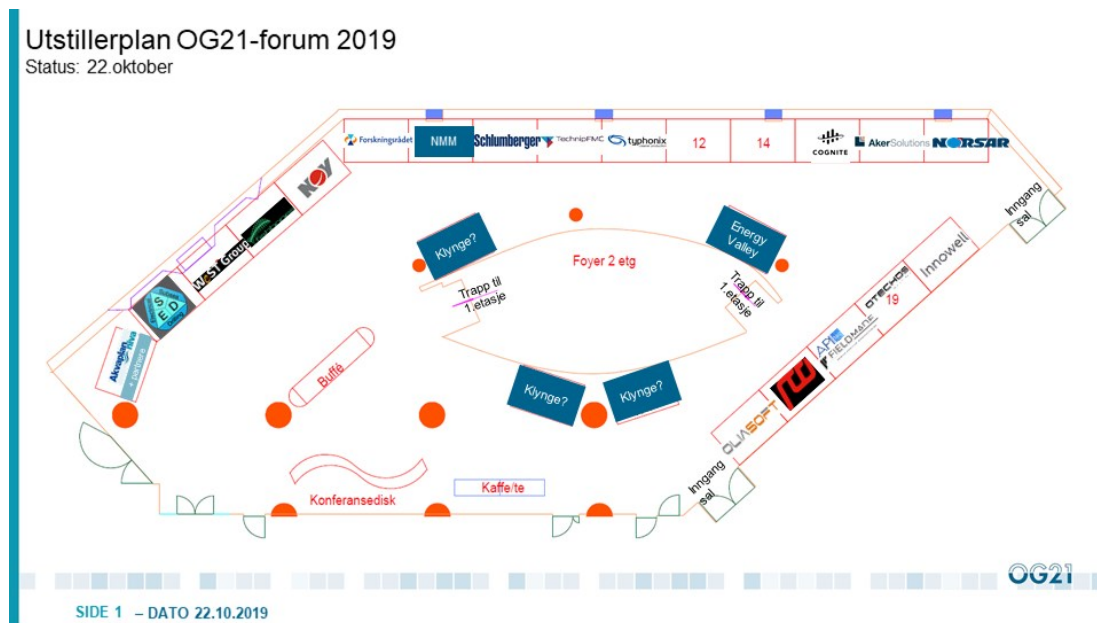 Utstillerplan OG21-forum 2019
Status: 22.oktober
Forskningsrådet
NMM
Schlumberger
TechnipFMC
typhonix
12
14
COGNITE
AkerSolutions
NORSAR
NOV
WeST Group
SED
Akvaplan
niva
+ partnere
Klynge?
Energy
Valley
Foyer 2 etg
Trapp til
1.etasje
Trapp til
1.etasje
Inngang
sal
Innowell
OTECHOS
19
FIELDMADE
OLIASOFT
Buffé
Klynge?
Klynge?
Inngang
sal
Konferansedisk
Kaffe/te
OG21
SIDE 1 – DATO 22.10.2019